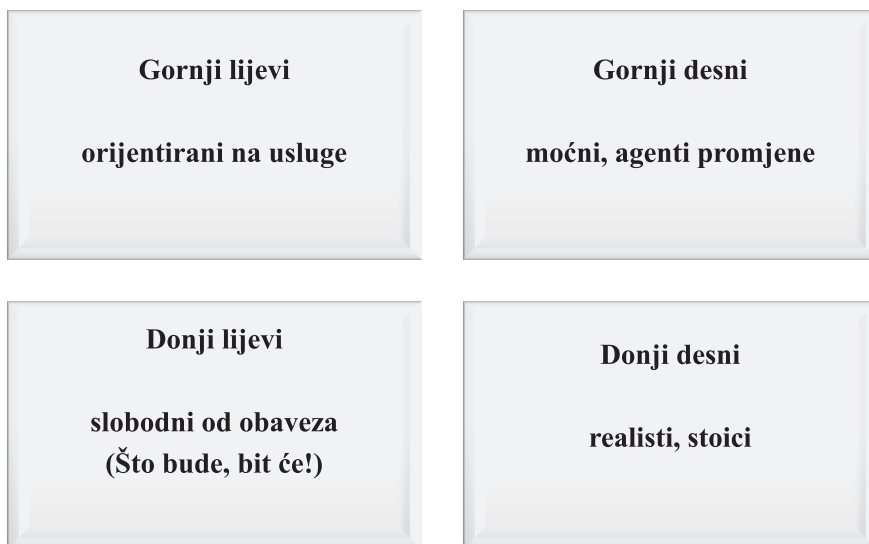 Gornji lijevi
orijentirani na usluge
Gornji desni
moćni, agenti promjene
Donji lijevi
slobodni od obaveza
(Što bude, bit će!)
Donji desni
realisti, stoici